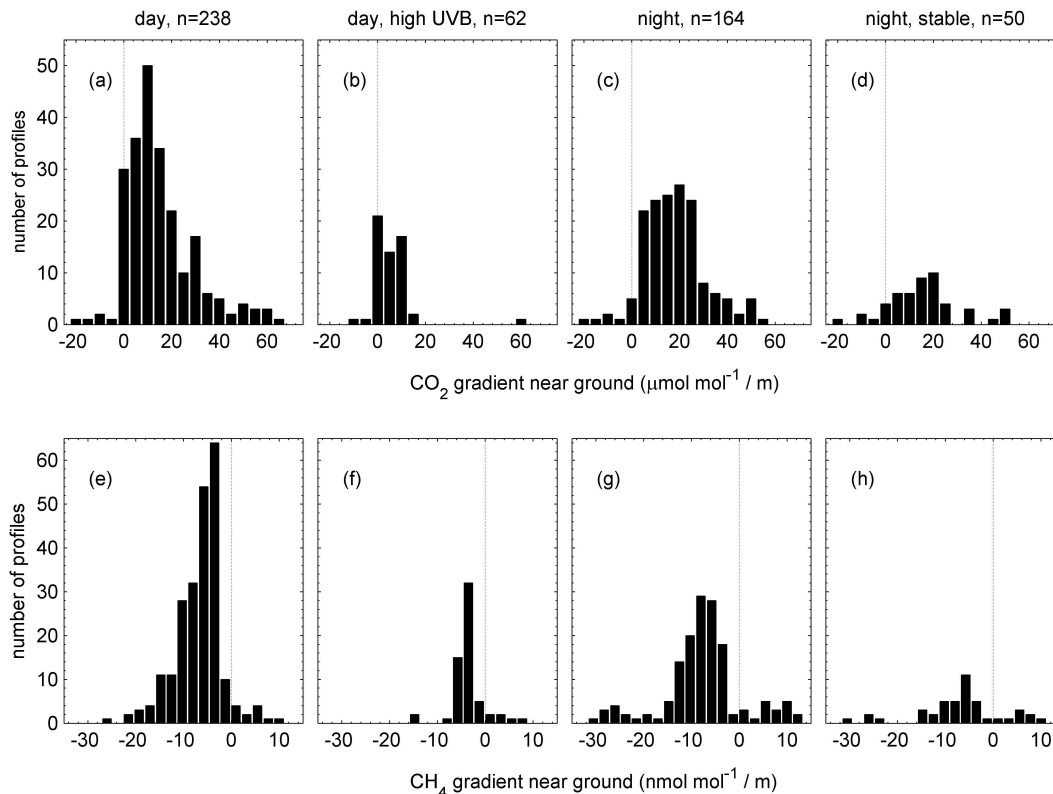 day, n=238 day, high UVB, n=62 night, n=164 night, stable, n=50
50
40
30
20
10
0
number of profiles
(a) (b) (c) (d)
-20 0 20 40 60 0 20 40 60 -20 0 20 40 60 -20 0 20 40 60
CO2 gradient near ground (μmol mol-1 / m)
60
50
40
30
20
10
0
number of profiles
(e) (f) (g) (h)
-30 -20 -10 0 10 -30 -20 -10 0 10 -30 -20 -10 0 10 -30 -20 -10 0 10
CH4 gradient near ground (nmol mol-1 / m)